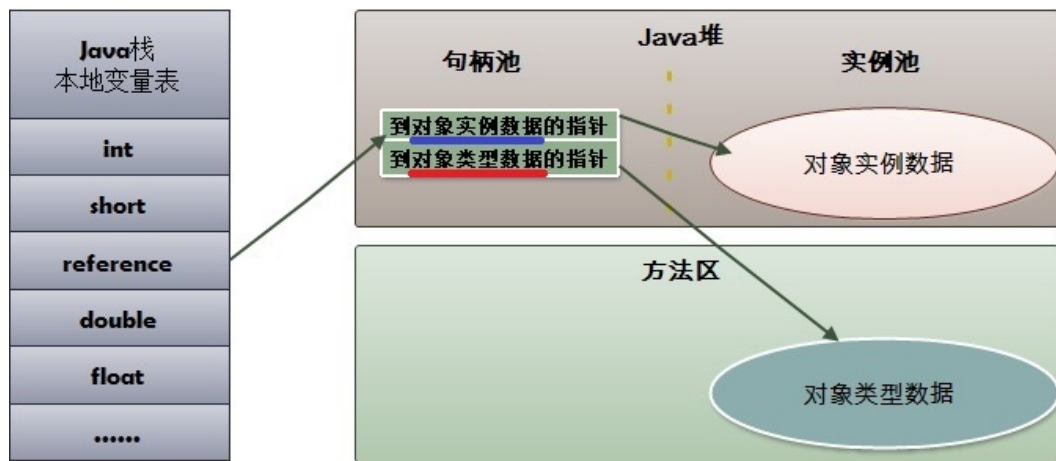 Java栈
本地变量表
int
short
reference
double
float
......
Java堆
句柄池
实例池
到对象实例数据的指针
到对象类型数据的指针
对象实例数据
方法区
对象类型数据